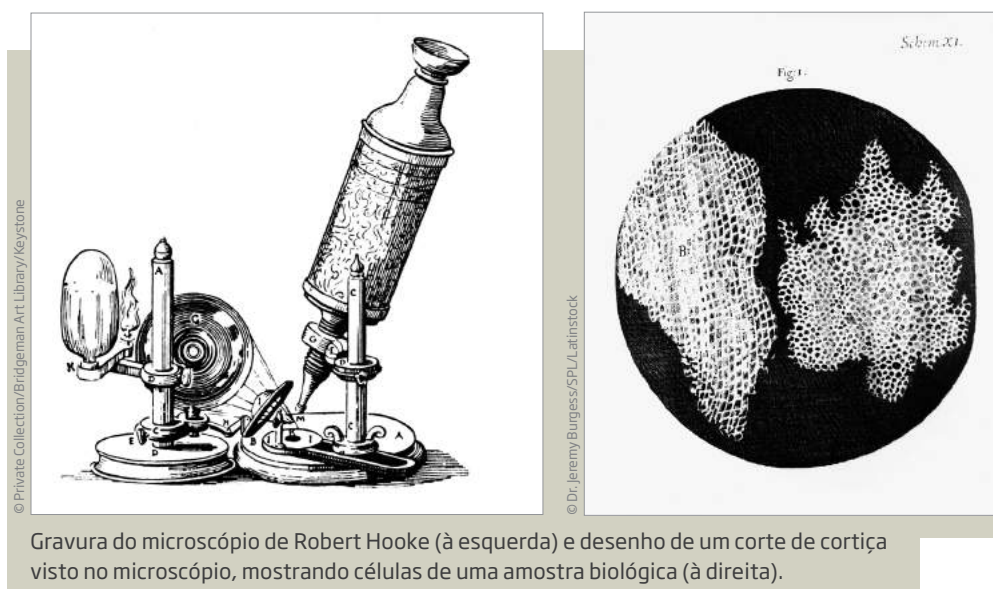 © Private Collection/Bridgeman Art Library/Keystone
Schem.XI.
Fig:1.
© Dr. Jeremy Burgess/SPL/Latinstock
Gravura do microscópio de Robert Hooke (à esquerda) e desenho de um corte de cortiça
visto no microscópio, mostrando células de uma amostra biológica (à direita).